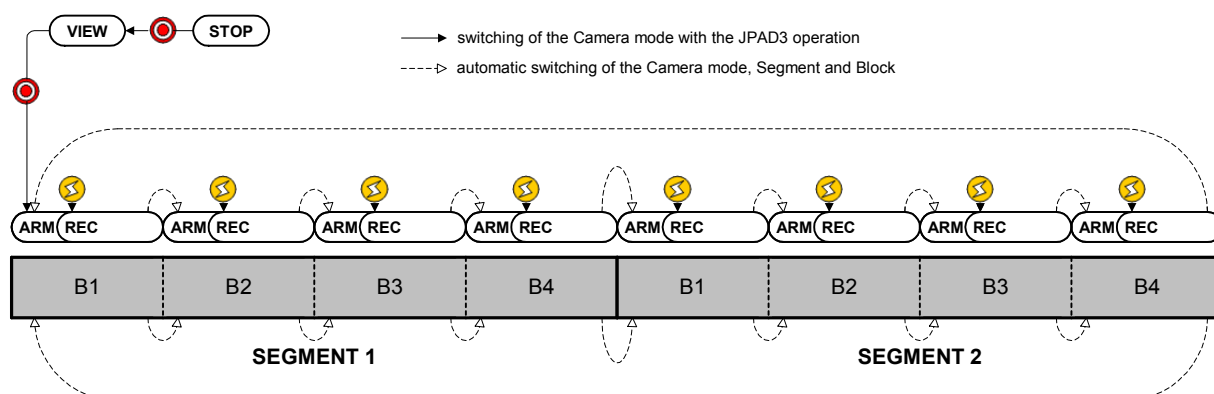 VIEW STOP
switching of the Camera mode with the JPAD3 operation
automatic switching of the Camera mode, Segment and Block
ARM REC ARM REC ARM REC ARM REC ARM REC ARM REC ARM REC ARM REC
B1 B2 B3 B4 B1 B2 B3 B4
SEGMENT 1 SEGMENT 2